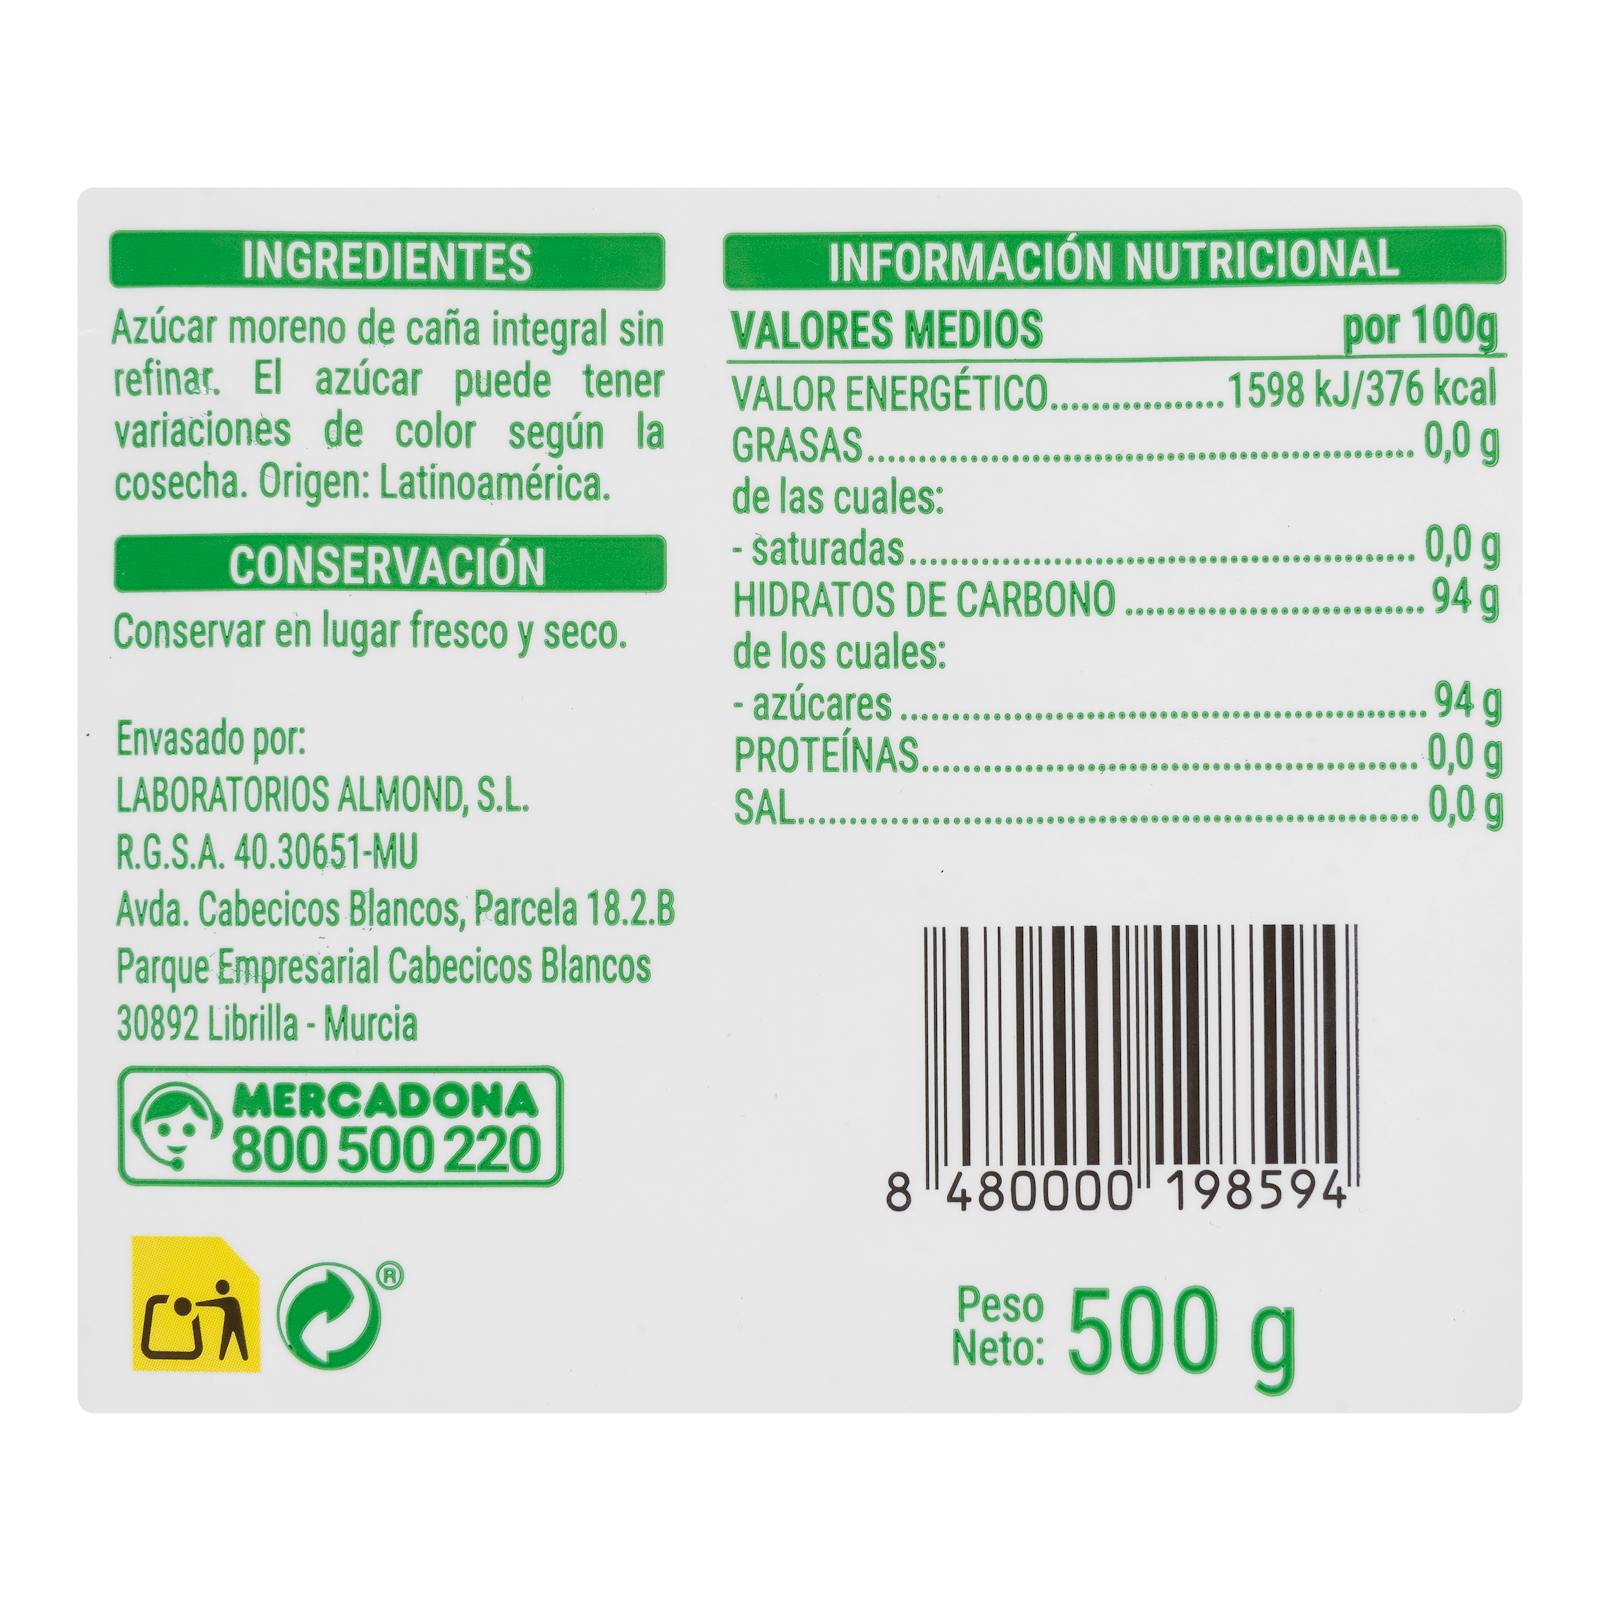 INGREDIENTES
Azúcar moreno de caña integral sin
refinar. El azúcar puede tener
variaciones de color según la
cosecha. Origen: Latinoamérica.
CONSERVACIÓN
Conservar en lugar fresco y seco.
Envasado por:
LABORATORIOS ALMOND, S.L.
R.G.S.A. 40.30651-MU
Avda. Cabecicos Blancos, Parcela 18.2.B
Parque Empresarial Cabecicos Blancos
30892 Librilla - Murcia
MERCADONA
800 500 220
®
INFORMACIÓN NUTRICIONAL
VALORES MEDIOS por 100g
VALOR ENERGÉTICO..................1598 kJ/376 kcal
GRASAS.................................................... 0,0 g
de las cuales:
- saturadas................................................ 0,0 g
HIDRATOS DE CARBONO ............................. 94 g
de los cuales:
- azúcares .................................................. 94 g
PROTEÍNAS.............................................. 0,0 g
SAL........................................................... 0,0 g
8 480000 198594
Peso
Neto: 500 g